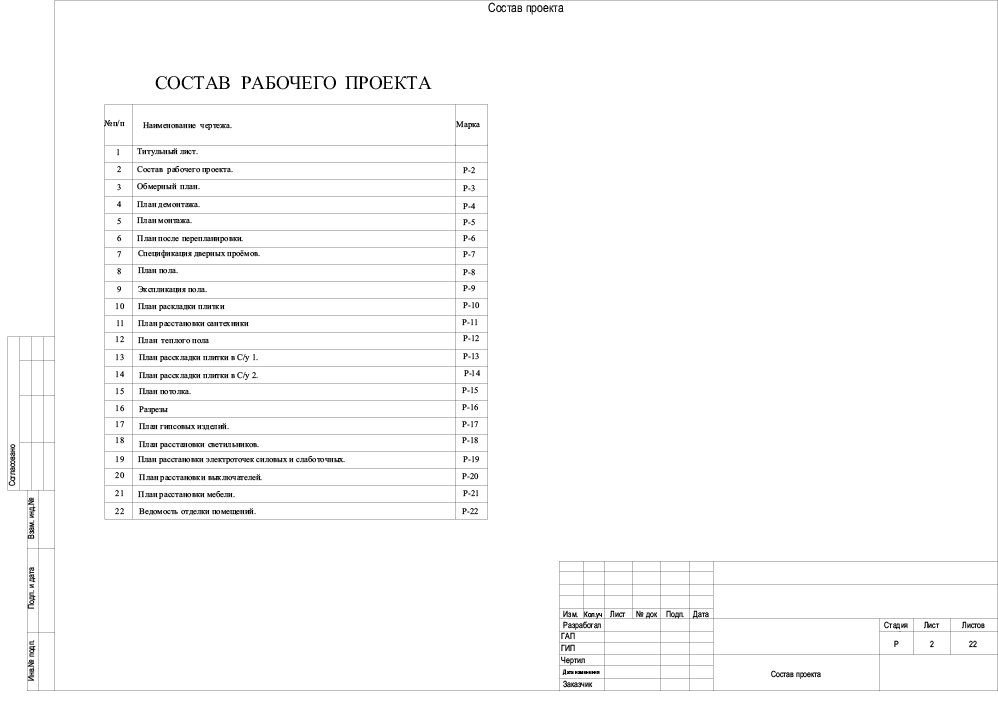 Состав проекта
СОСТАВ РАБОЧЕГО ПРОЕКТА
№п/п Наименование чертежа. Марка
1 Титульный лист.
2 Состав рабочего проекта. Р-2
3 Обмерный план. Р-3
4 План демонтажа. Р-4
5 План монтажа. Р-5
6 План после перепланировки. Р-6
7 Спецификация дверных проёмов. Р-7
8 План пола. Р-8
9 Экспликация пола. Р-9
10 План раскладки плитки Р-10
11 План расстановки сантехники Р-11
12 План теплого пола Р-12
13 План расскладки плитки в С/у 1. Р-13
14 План расскладки плитки в С/у 2. Р-14
15 План потолка. Р-15
16 Разрезы Р-16
17 План гипсовых изделий. Р-17
18 План расстановки светильников. Р-18
19 План расстановки электроточек силовых и слаботочных. Р-19
20 План расстановки выключателей. Р-20
21 План расстановки мебели. Р-21
22 Ведомость отделки помещений. Р-22
Согласовано
Взам. инд.№
Подп. и дата
Инв.№ подл.
Изм. Кол.уч Лист № док Подп. Дата
Разработал
ГАП
ГИП
Чертил
Дата изменения
Заказчик
Стадия Лист Листов
Р 2 22
Состав проекта